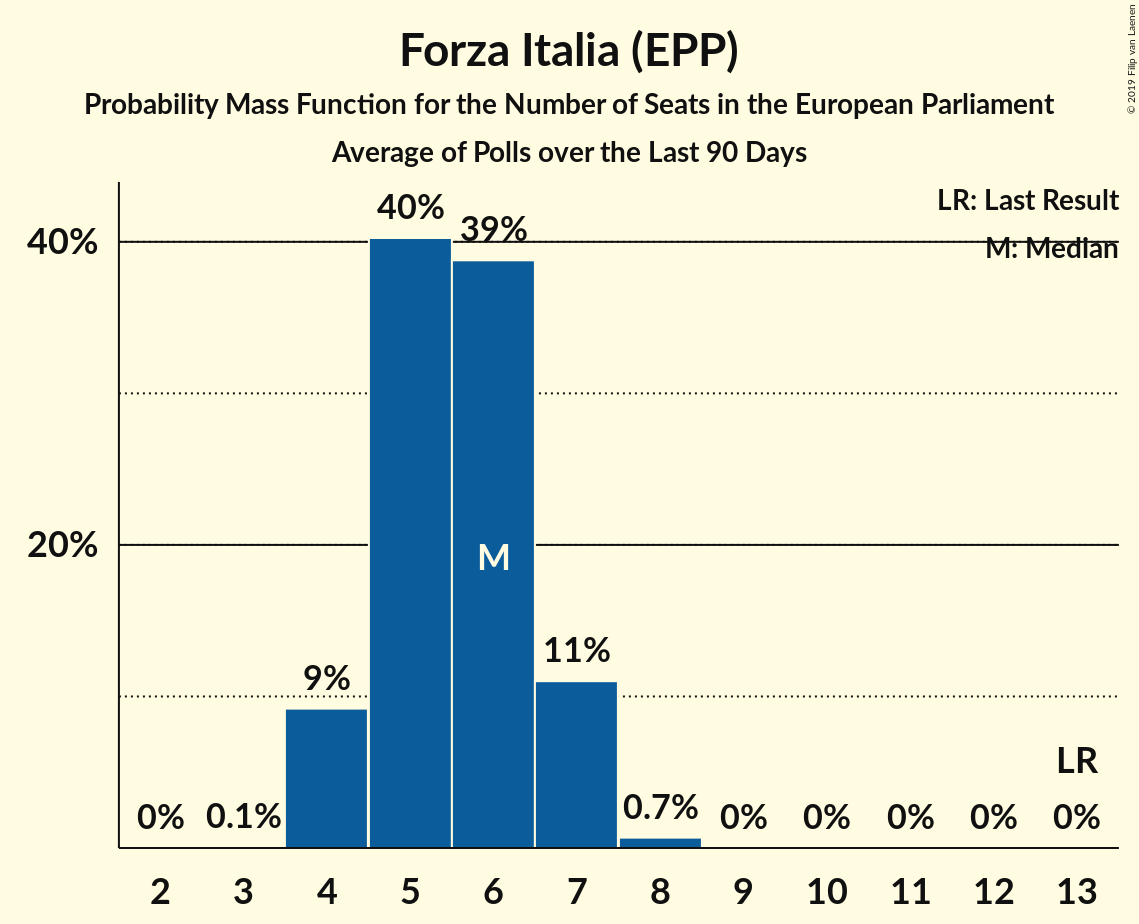 Forza Italia (EPP)
Probability Mass Function for the Number of Seats in the European Parliament
Average of Polls over the Last 90 Days
© 2019 Filip van Laenen
LR: Last Result
M: Median
40%
20%
0%
0.1%
9%
40%
39%
11%
0.7%
0%
0%
0%
0%
0%
M
LR
2 3 4 5 6 7 8 9 10 11 12 13